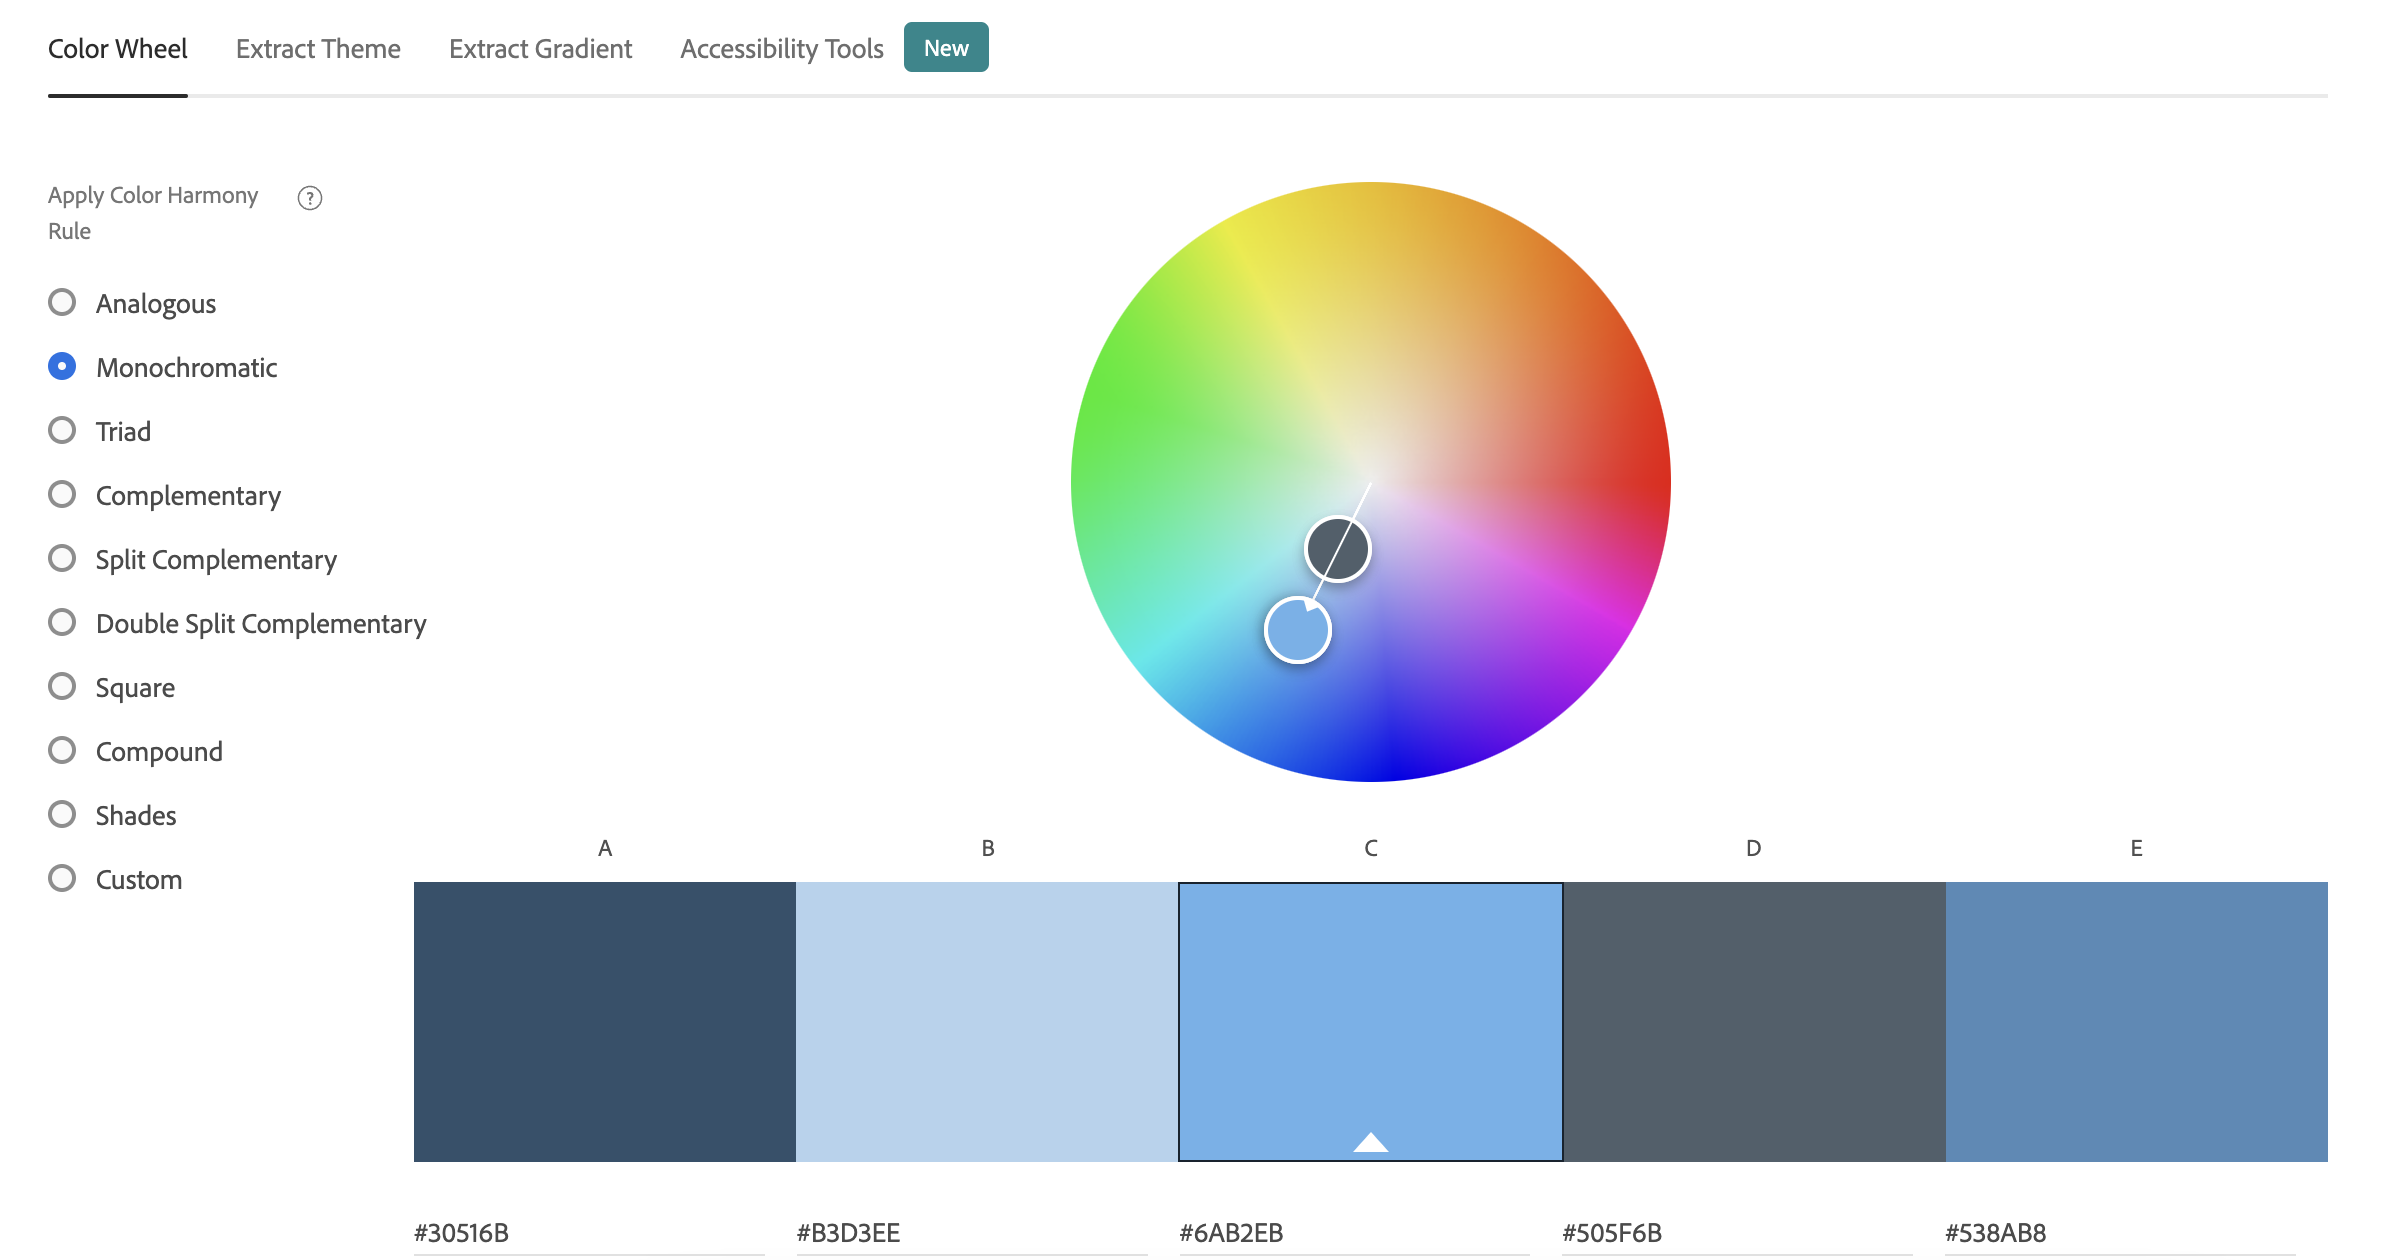 Color Wheel Extract Theme Extract Gradient Accessibility Tools New
Apply Color Harmony ?
Rule
Analogous
Monochromatic
Triad
Complementary
Split Complementary
Double Split Complementary
Square
Compound
Shades
Custom
A B C D E
#30516B #B3D3EE #6AB2EB #505F6B #538AB8